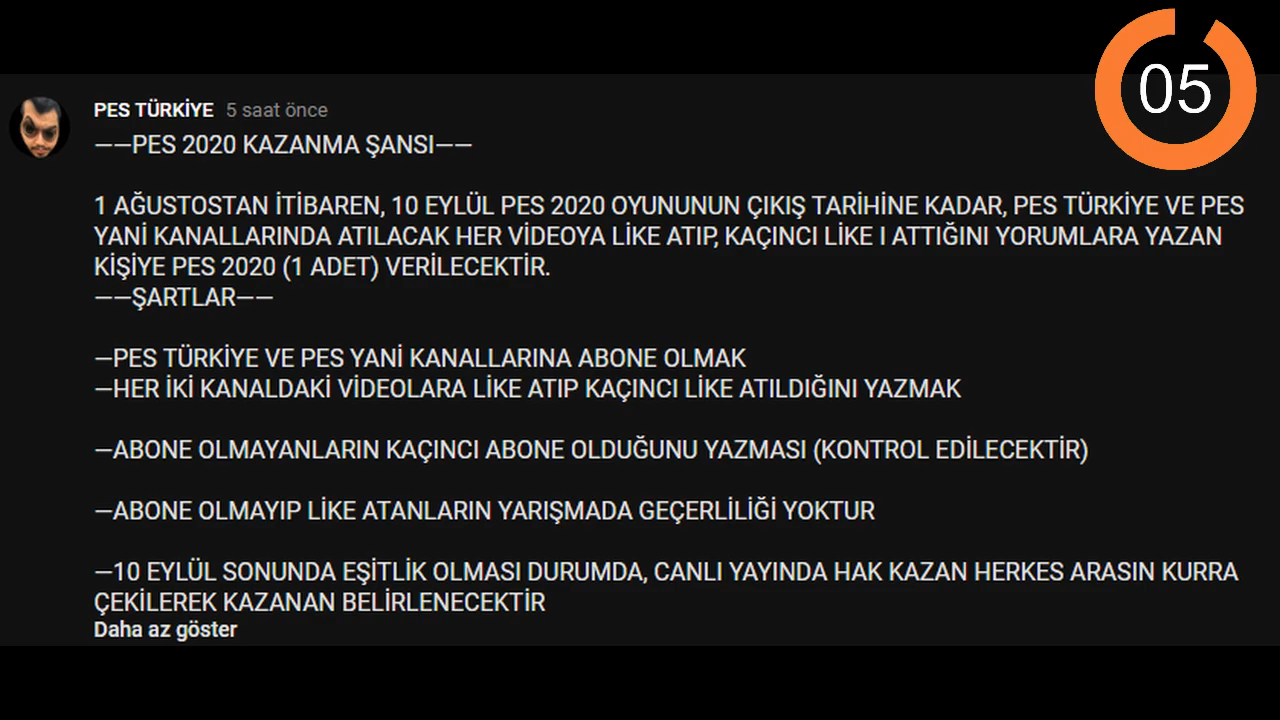 05
PES TÜRKİYE 5 saat önce
——PES 2020 KAZANMA ŞANSI——
1 AĞUSTOSTAN İTİBAREN, 10 EYLÜL PES 2020 OYUNUNUN ÇIKIŞ TARİHİNE KADAR, PES TÜRKİYE VE PES
YANİ KANALLARINDA ATILACAK HER VİDEOYA LİKE ATIP, KAÇINCI LİKE I ATTIĞINI YORUMLARA YAZAN
KİŞİYE PES 2020 (1 ADET) VERİLECEKTİR.
——ŞARTLAR——
—PES TÜRKİYE VE PES YANİ KANALLARINA ABONE OLMAK
—HER İKİ KANALDAKİ VİDEOLARA LİKE ATIP KAÇINCI LİKE ATILDIĞINI YAZMAK
—ABONE OLMAYANLARIN KAÇINCI ABONE OLDUĞUNU YAZMASI (KONTROL EDİLECEKTİR)
—ABONE OLMAYIP LİKE ATANLARIN YARIŞMADA GEÇERLİLİĞİ YOKTUR
—10 EYLÜL SONUNDA EŞİTLİK OLMASI DURUMDA, CANLI YAYINDA HAK KAZAN HERKES ARASIN KURRA
ÇEKİLEREK KAZANAN BELİRLENECEKTİR
Daha az göster